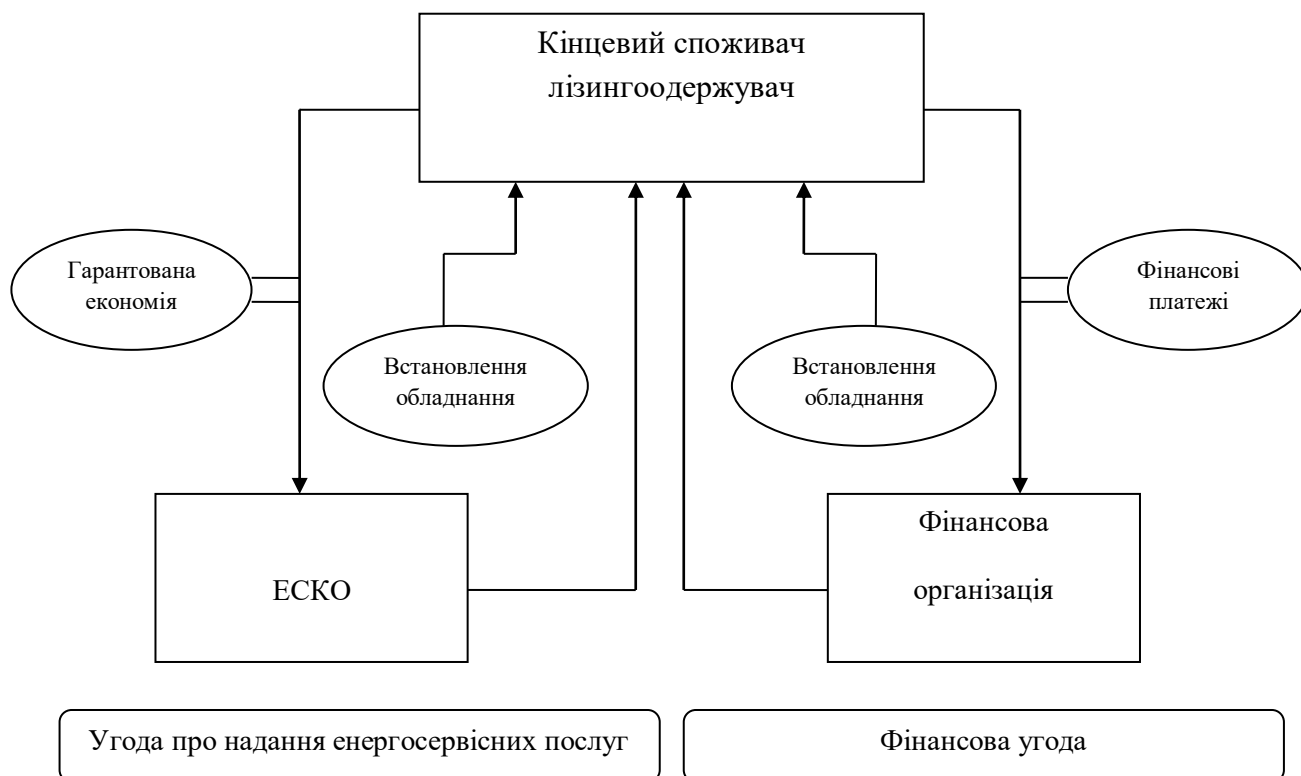 Кінцевий споживач
лізингоодержувач
Гарантована
економія
Фінансові
платежі
Встановлення
обладнання
Встановлення
обладнання
ЕСКО
Фінансова
організація
Угода про надання енергосервісних послуг
Фінансова угода